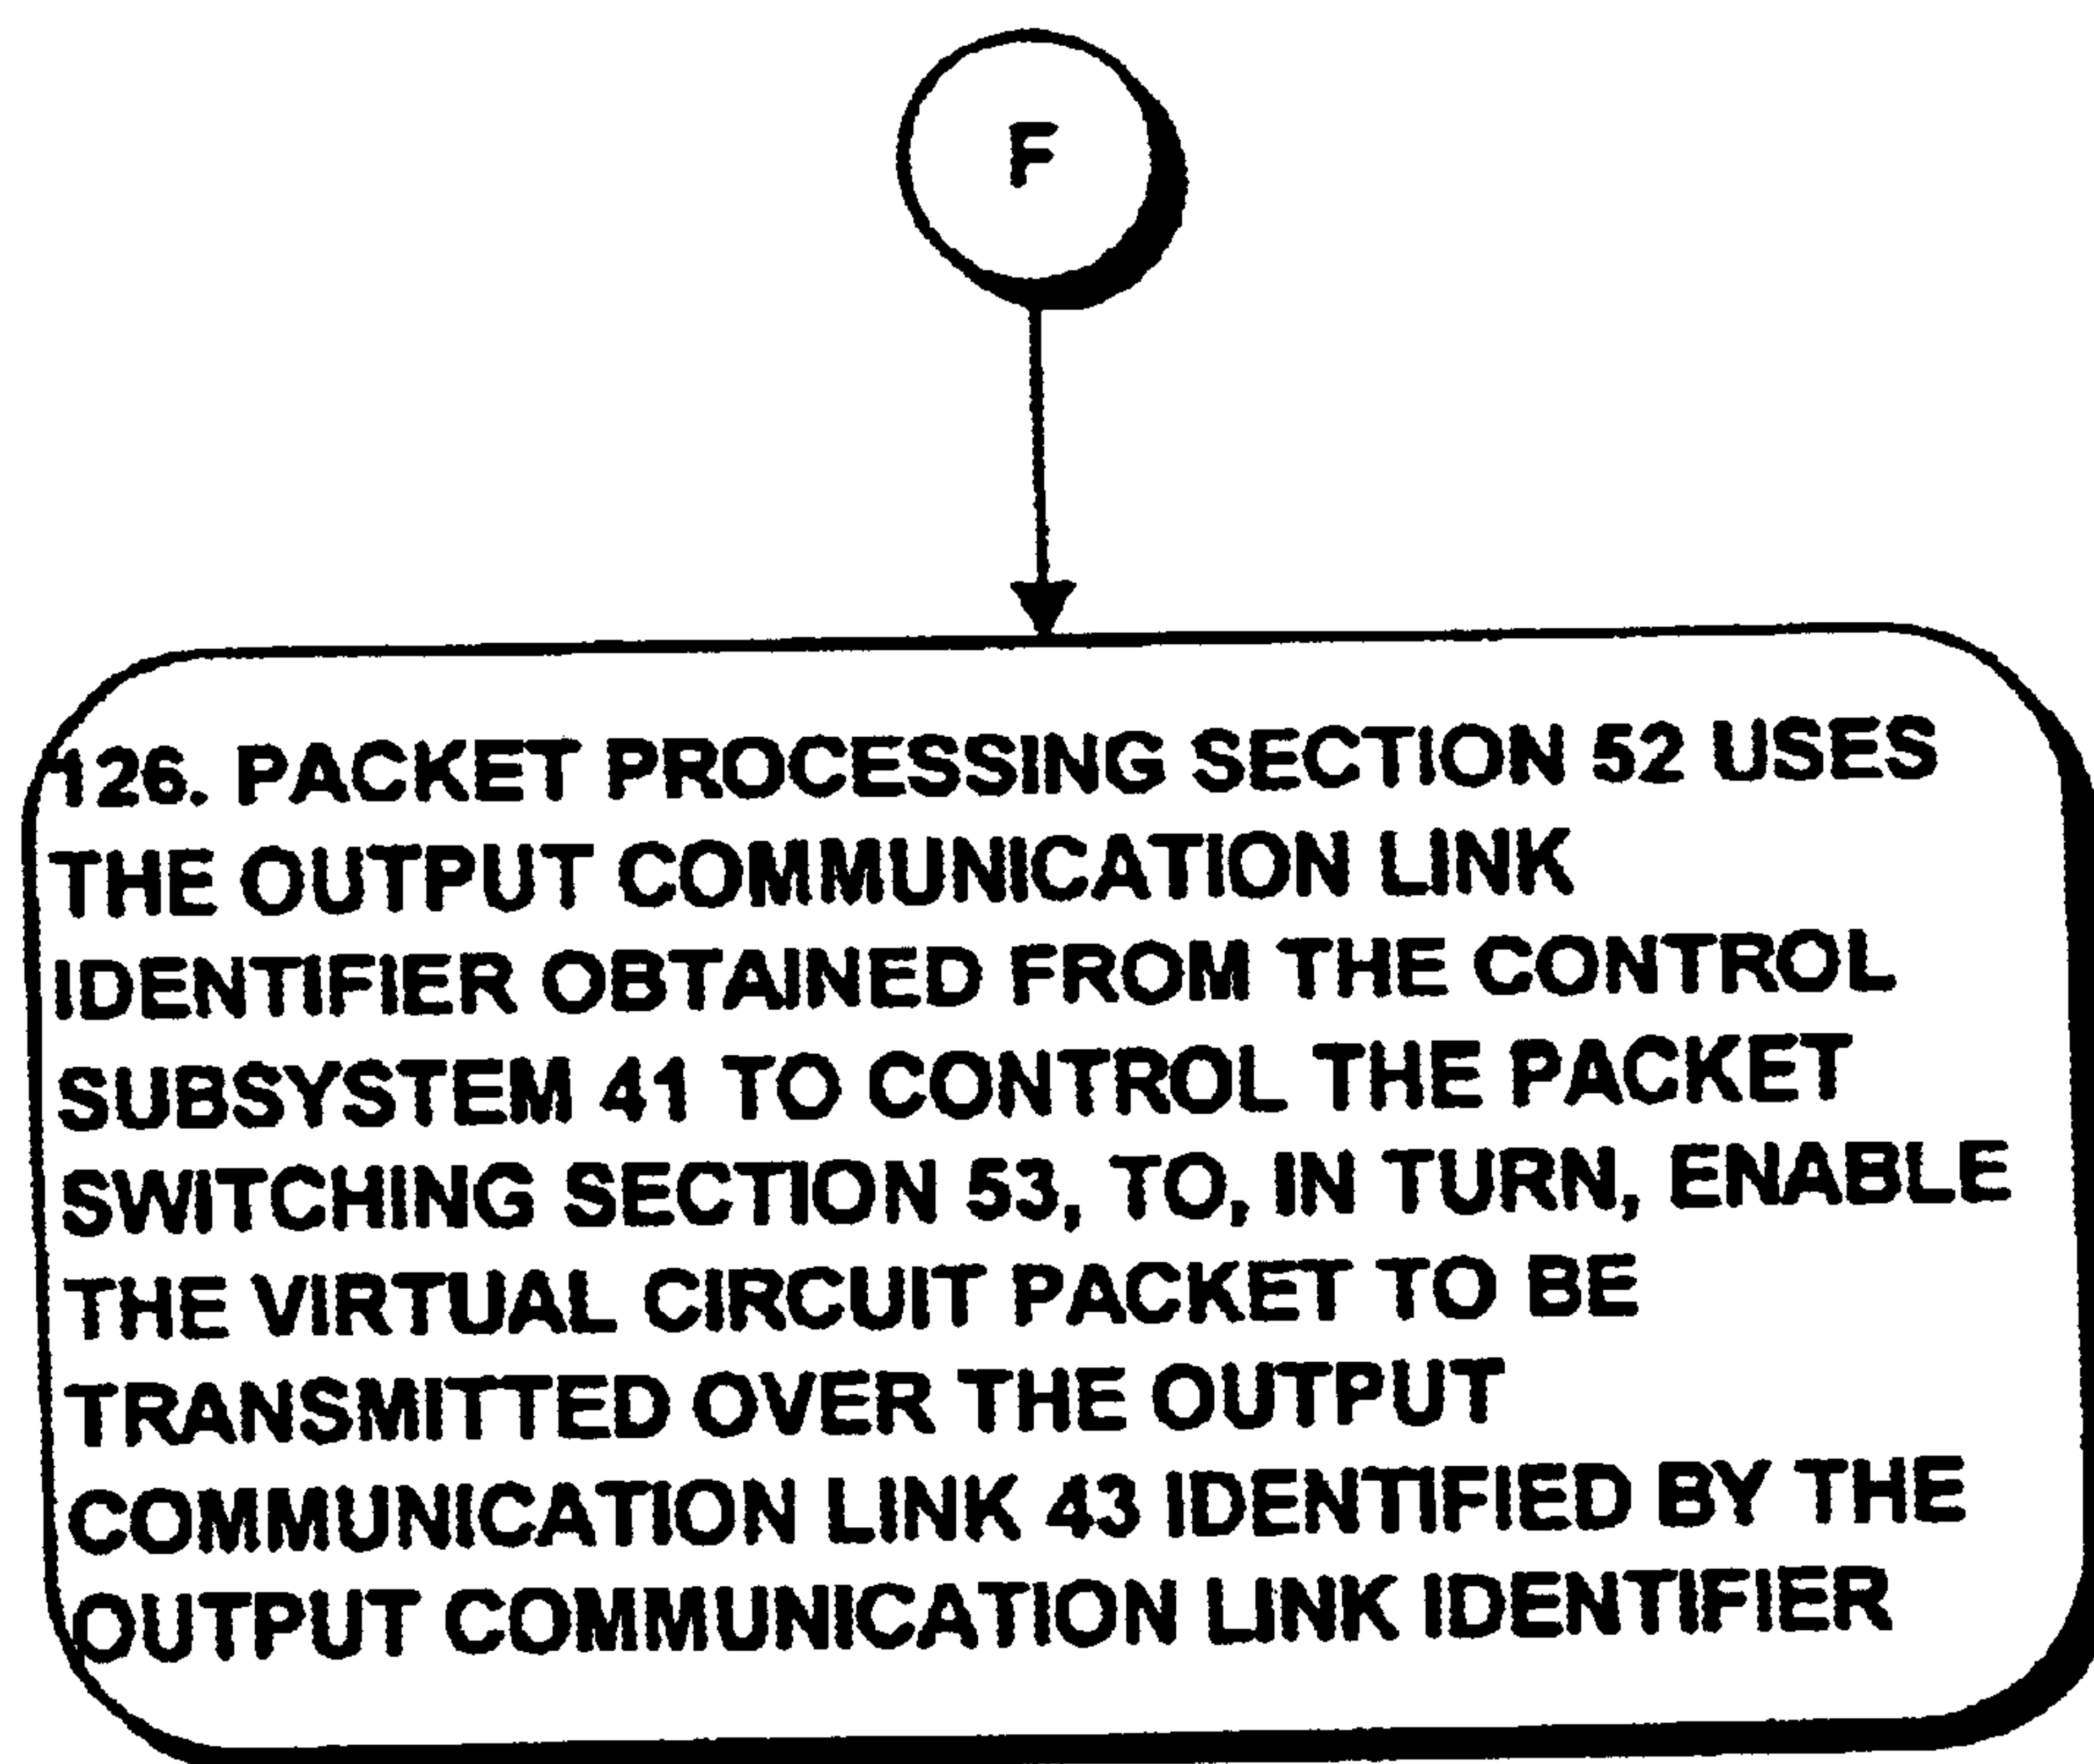 F
126. PACKET PROCESSING SECTION 52 USES
THE OUTPUT COMMUNICATION LINK
IDENTIFIER OBTAINED FROM THE CONTROL
SUBSYSTEM 41 TO CONTROL THE PACKET
SWITCHING SECTION 53, TO, IN TURN, ENABLE
THE VIRTUAL CIRCUIT PACKET TO BE
TRANSMITTED OVER THE OUTPUT
COMMUNICATION LINK 43 IDENTIFIED BY THE
OUTPUT COMMUNICATION LINK IDENTIFIER